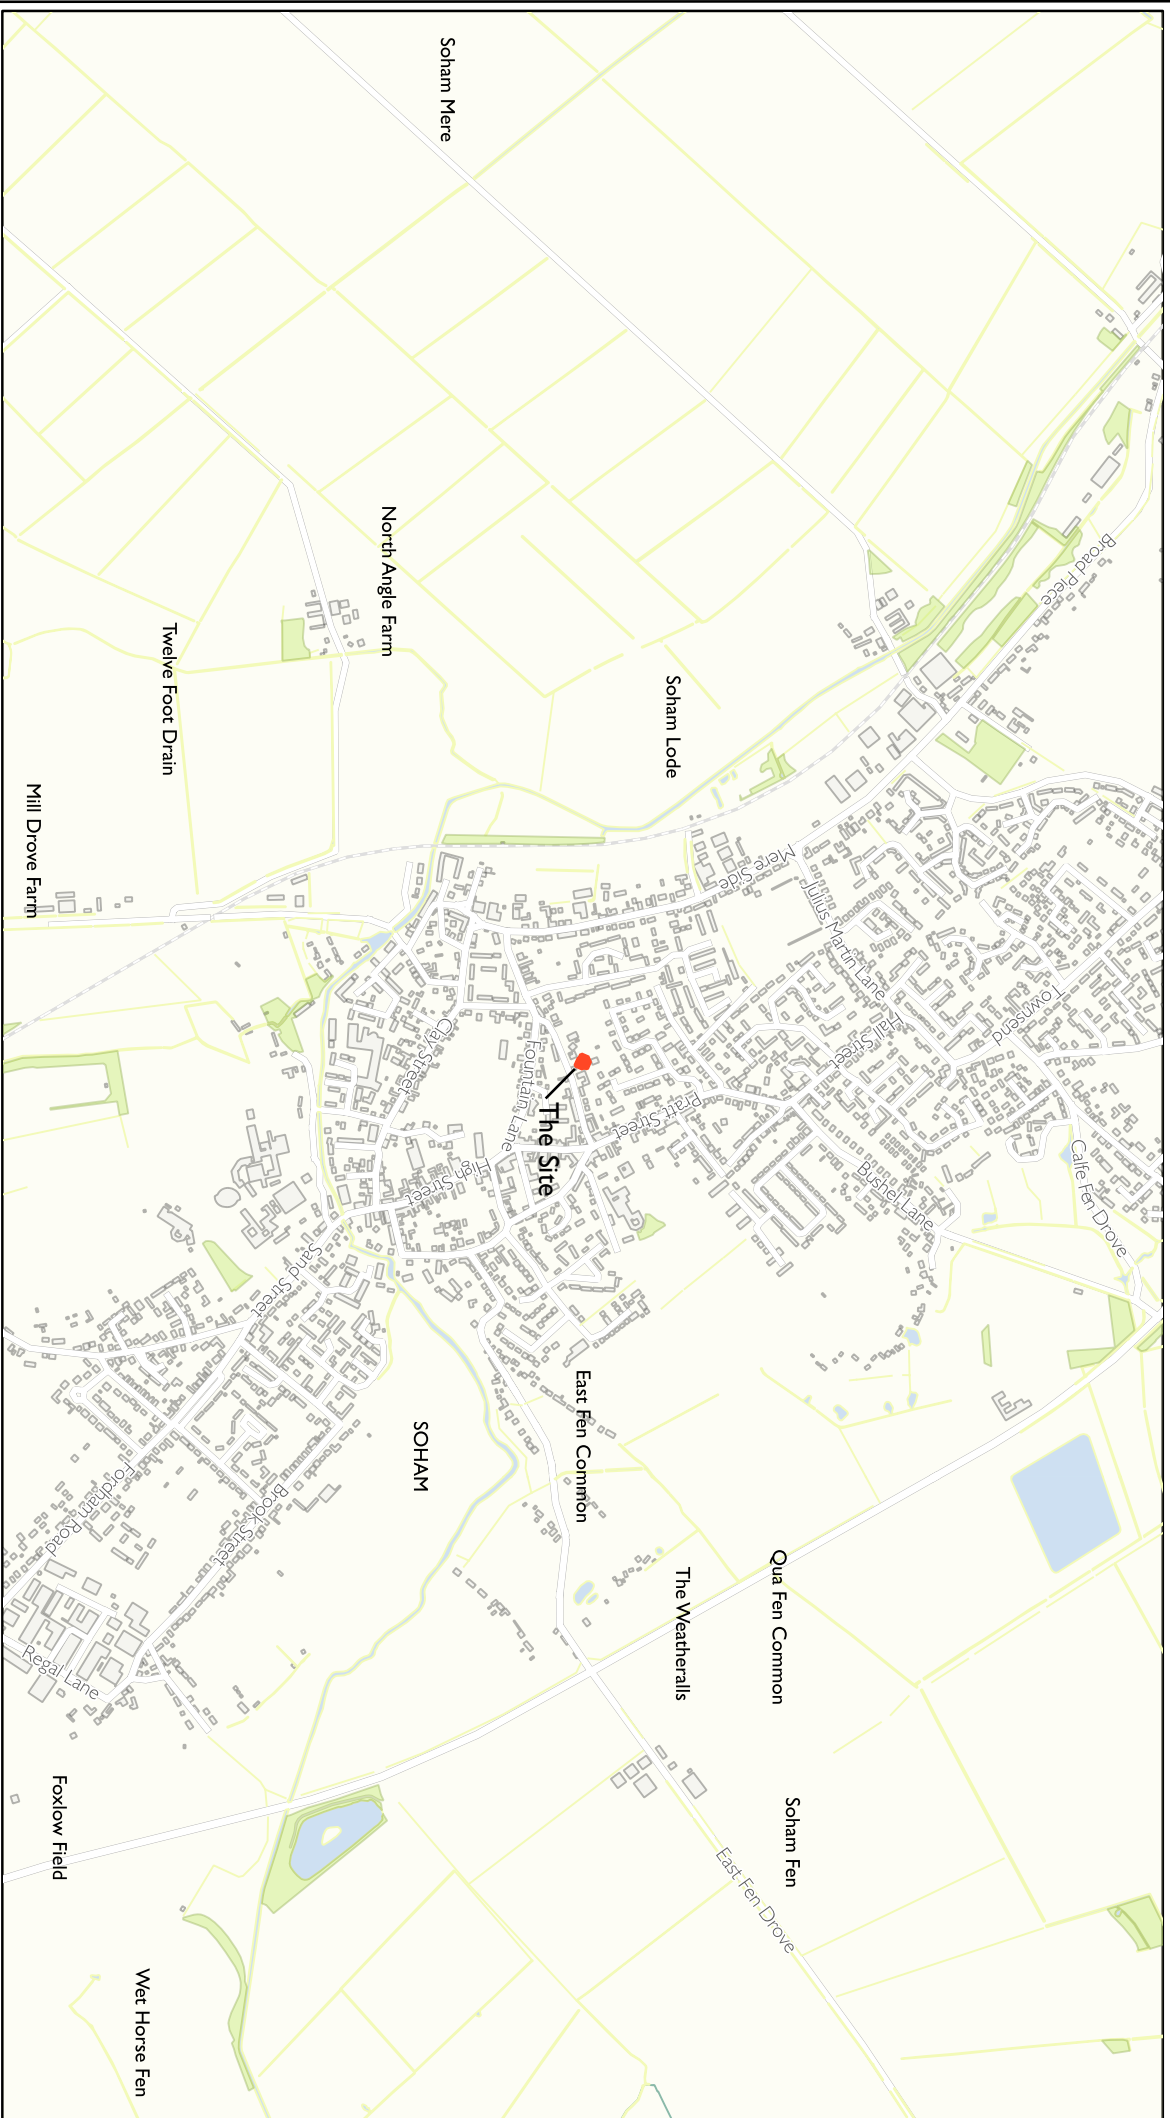 Soham Mere
North Angle Farm
Twelve Foot Drain
Mill Drove Farm
Soham Lode
Broad Piece
Mere Side
Julius Martin Lane
Hall Street
Townsend
Calfe Fen Drove
Bushel Lane
Pratt Street
Fountain Lane
Clay Street
High Street
The Site
Sand Street
East Fen Common
SOHAM
Brook Street
Fordham Road
Regal Lane
The Weatheralls
Qua Fen Common
Soham Fen
East Fen Drove
Foxlow Field
Wet Horse Fen